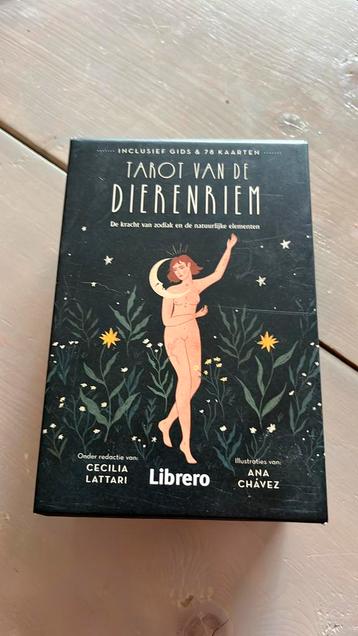 INCLUSIEF GIDS & 78 KAARTEN
TAROT VAN DE
DIERENRIEM
De kracht van zodiak en de natuurlijke elementen
Onder redactie van:
CECILIA
LATTARI
Librero
Illustraties van:
ANA
CHÁVEZ